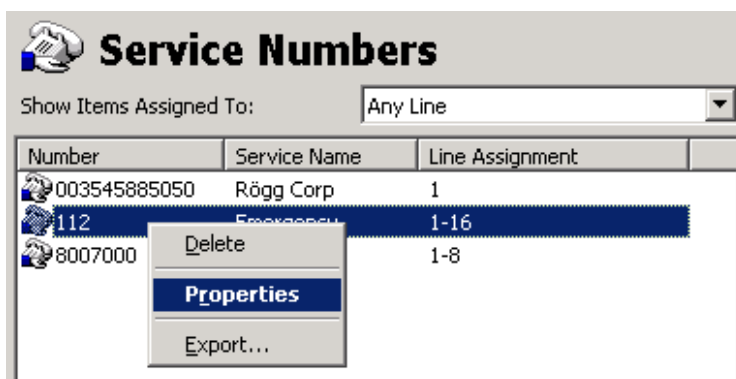 Service Numbers
Show Items Assigned To: Any Line
Number Service Name Line Assignment
003545885050 Rögg Corp 1
112 Emergency 1-16
8007000 1-8
Delete
Properties
Export...